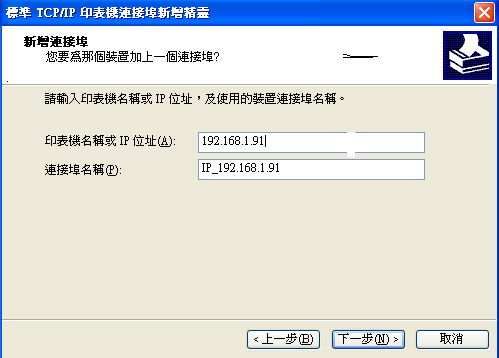 標準 TCP/IP 印表機連接埠新增精靈
新增連接埠
您要為那個裝置加上一個連接埠?
請輸入印表機名稱或 IP 位址，及使用的裝置連接埠名稱。
印表機名稱或 IP 位址(A): 192.168.1.91
連接埠名稱(P): IP_192.168.1.91
< 上一步(B) 下一步(N) > 取消